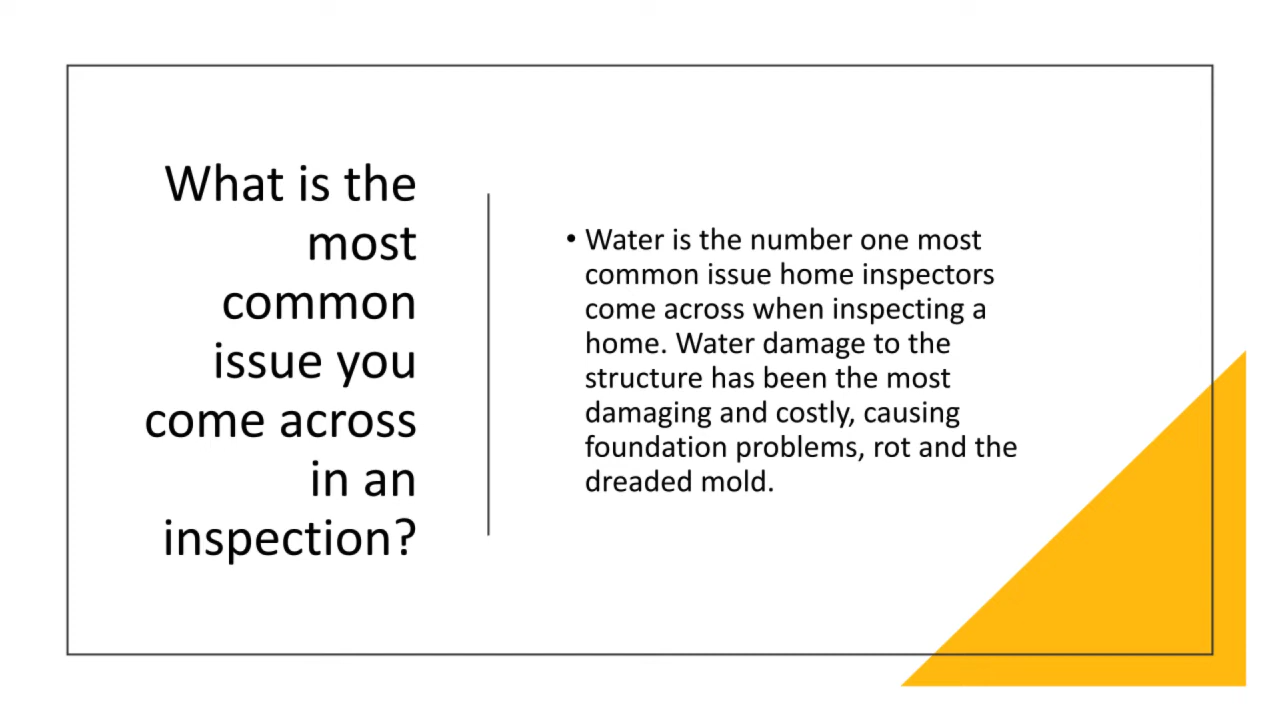 What is the
most
common
issue you
come across
in an
inspection?
• Water is the number one most
common issue home inspectors
come across when inspecting a
home. Water damage to the
structure has been the most
damaging and costly, causing
foundation problems, rot and the
dreaded mold.